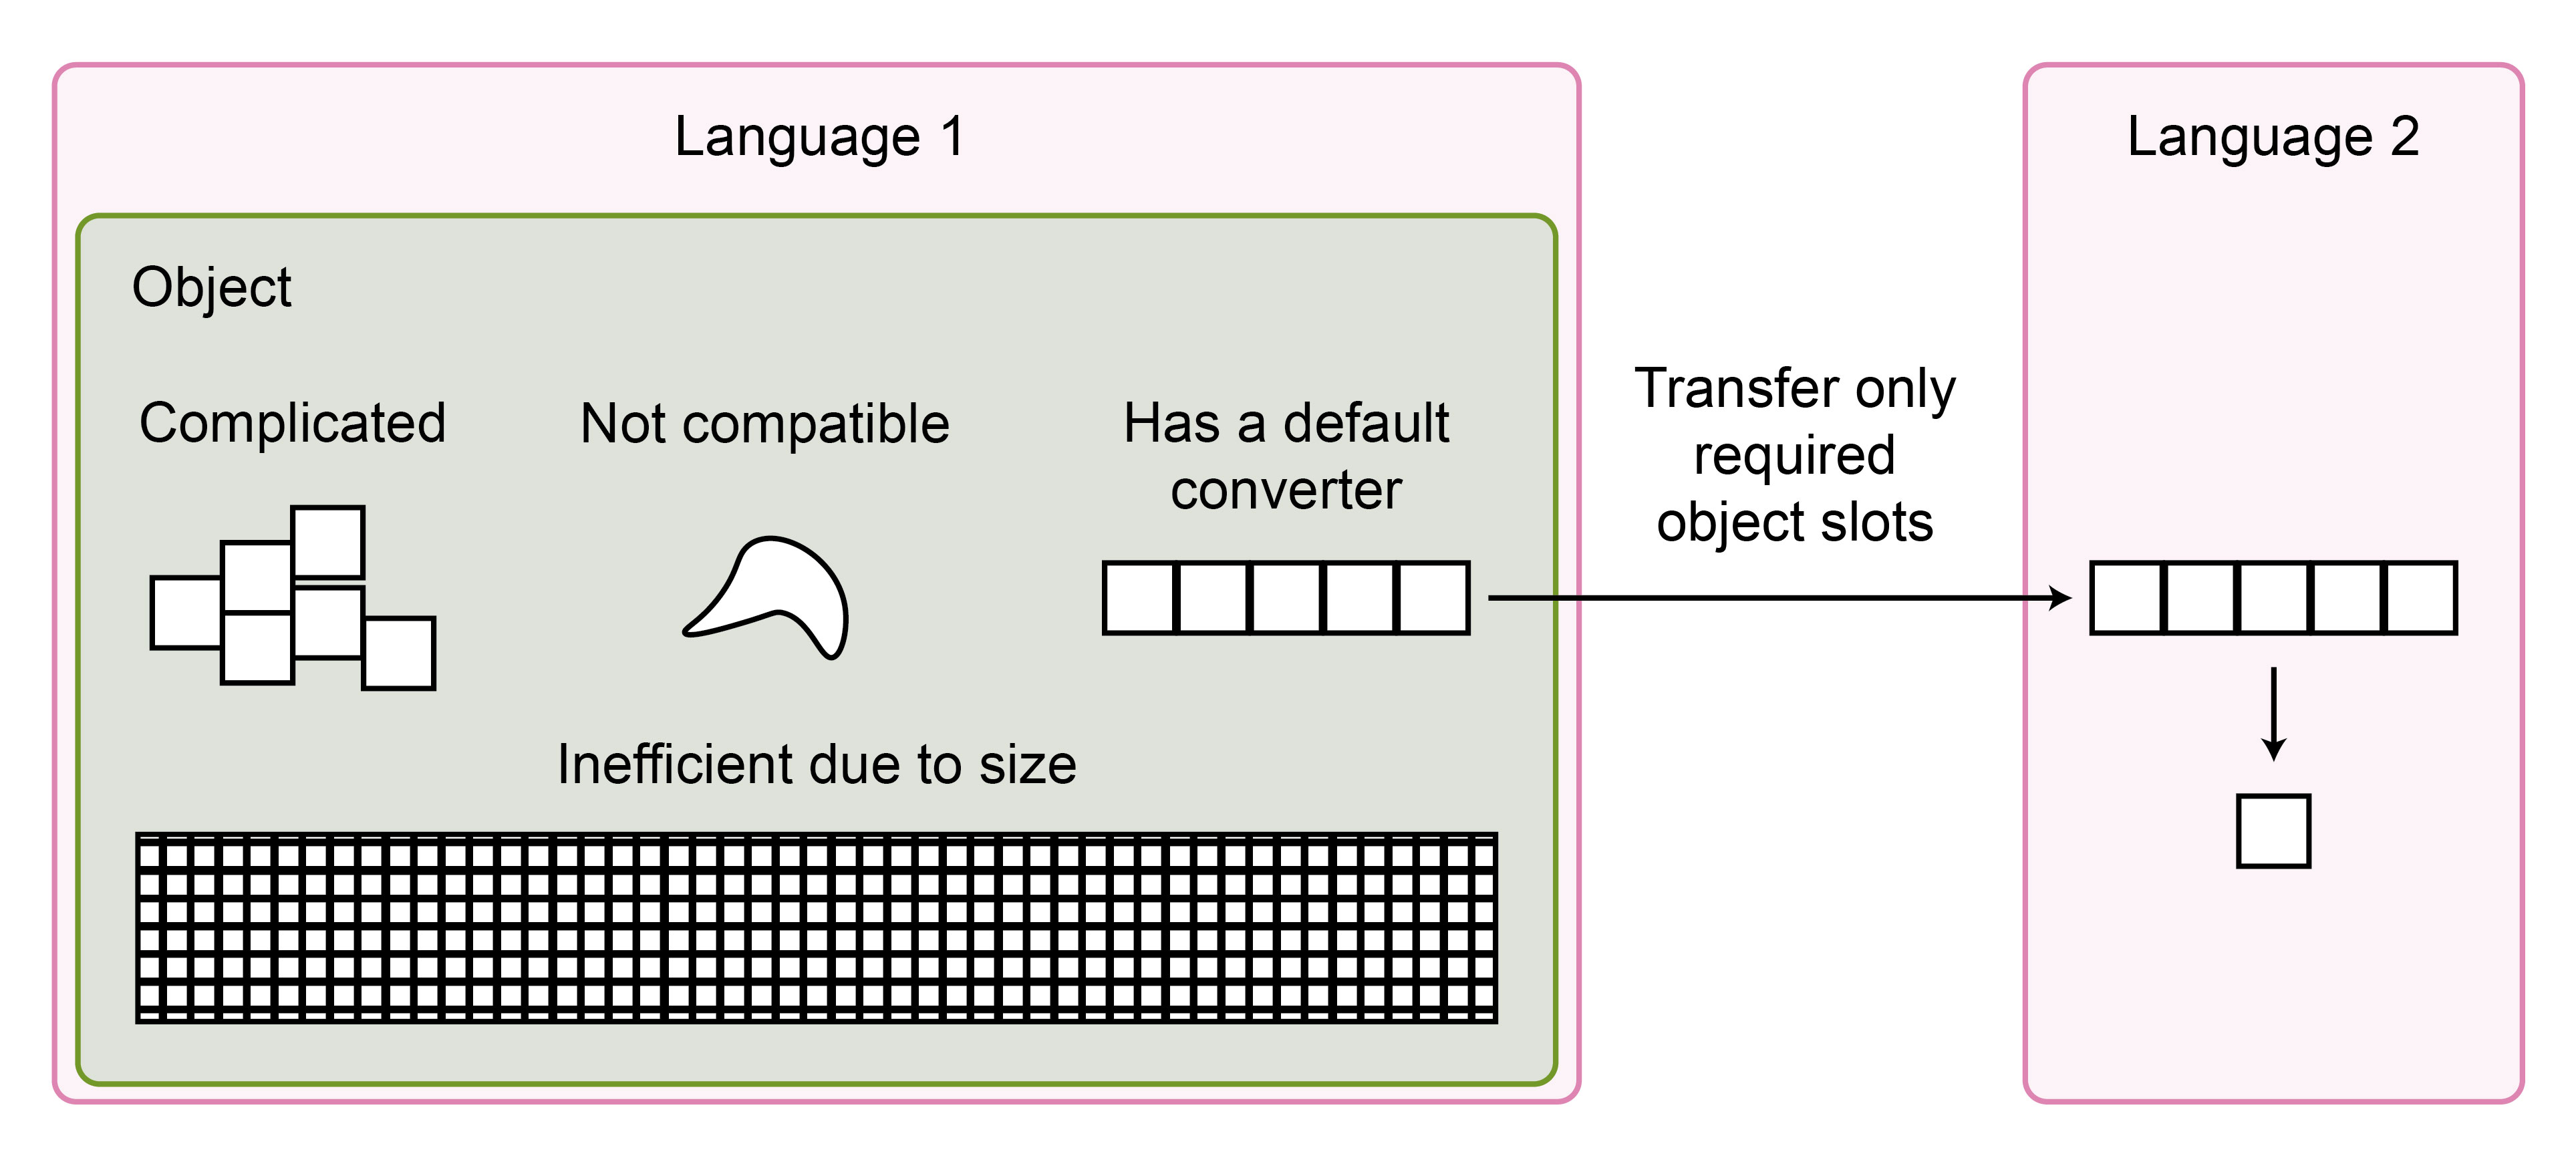 Language 1
Language 2
Object
Complicated
Not compatible
Has a default
converter
Transfer only
required
object slots
Inefficient due to size